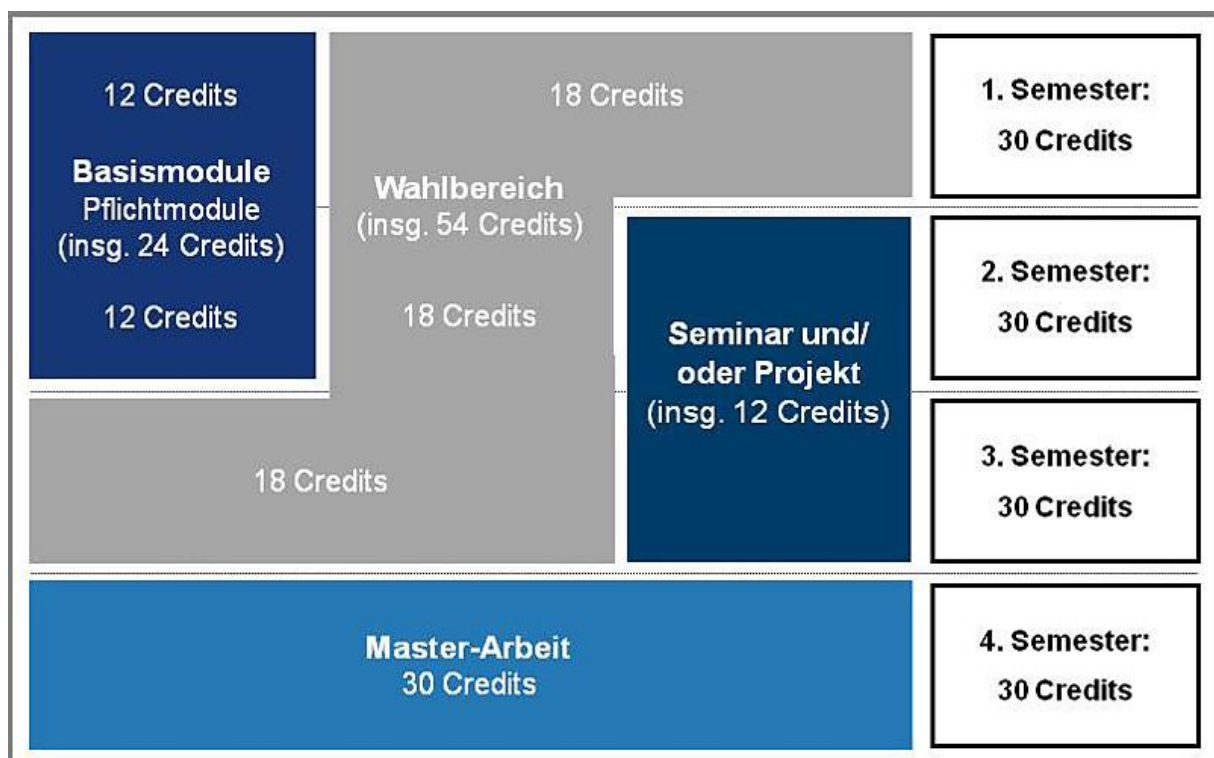 12 Credits
Basismodule
Pflichtmodule
(insg. 24 Credits)
12 Credits
18 Credits
Wahlbereich
(insg. 54 Credits)
18 Credits
18 Credits
Seminar und/
oder Projekt
(insg. 12 Credits)
Master-Arbeit
30 Credits
1. Semester:
30 Credits
2. Semester:
30 Credits
3. Semester:
30 Credits
4. Semester:
30 Credits